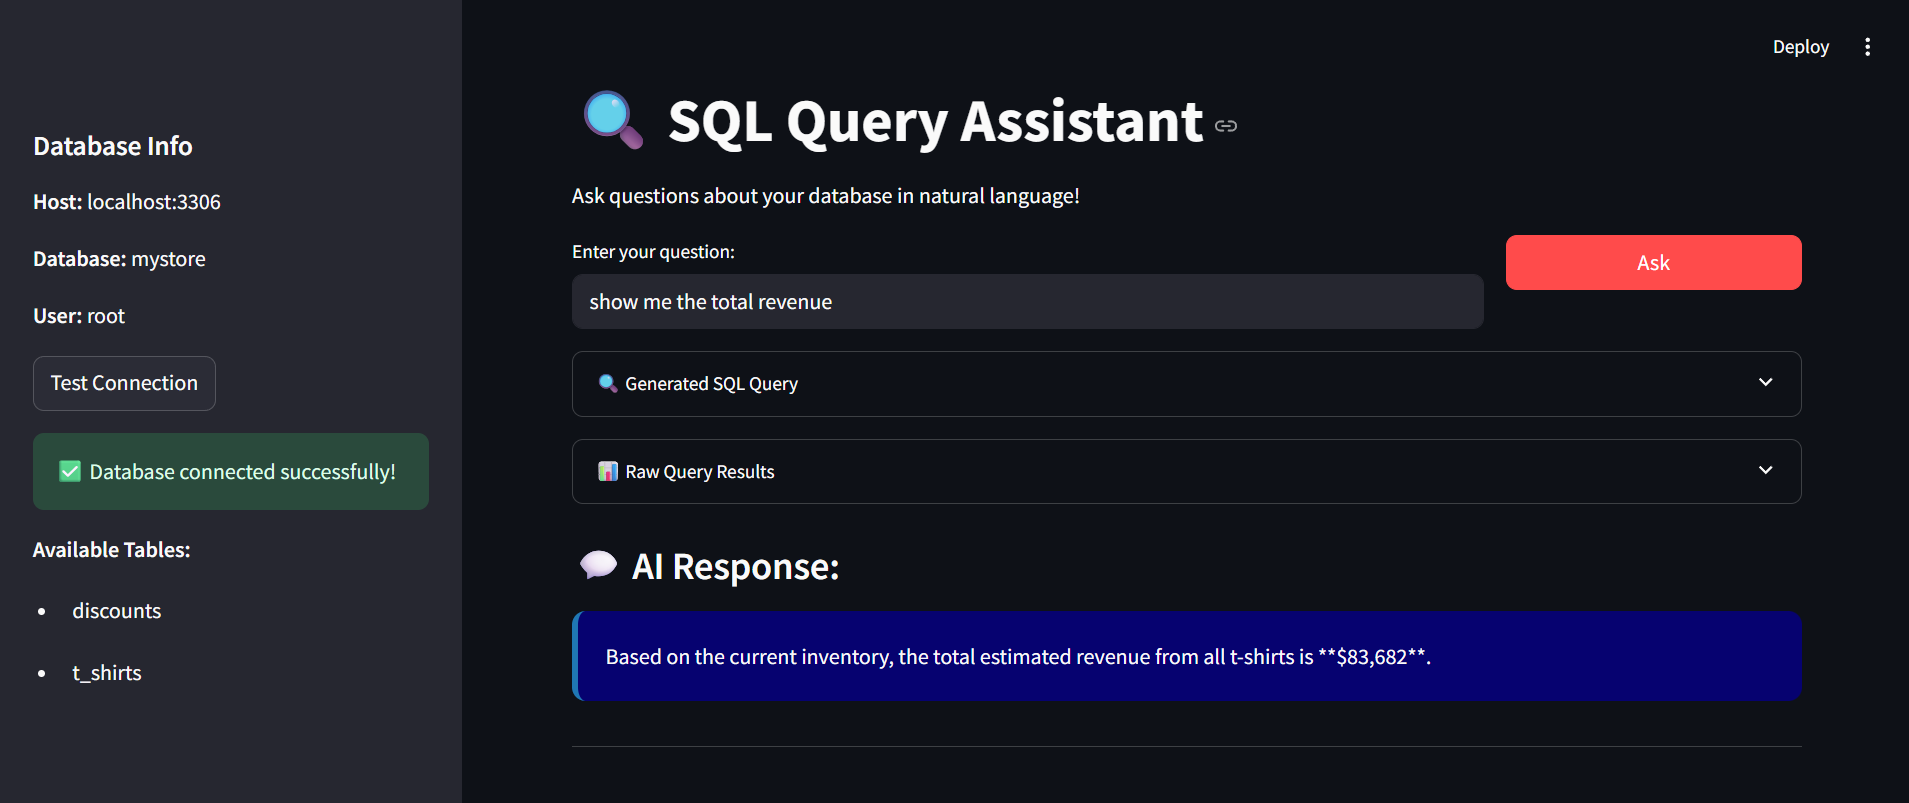 Deploy
Database Info
Host: localhost:3306
Database: mystore
User: root
Test Connection
Database connected successfully!
Available Tables:
discounts
t_shirts
SQL Query Assistant
Ask questions about your database in natural language!
Enter your question:
show me the total revenue
Ask
Generated SQL Query
Raw Query Results
AI Response:
Based on the current inventory, the total estimated revenue from all t-shirts is **$83,682**.